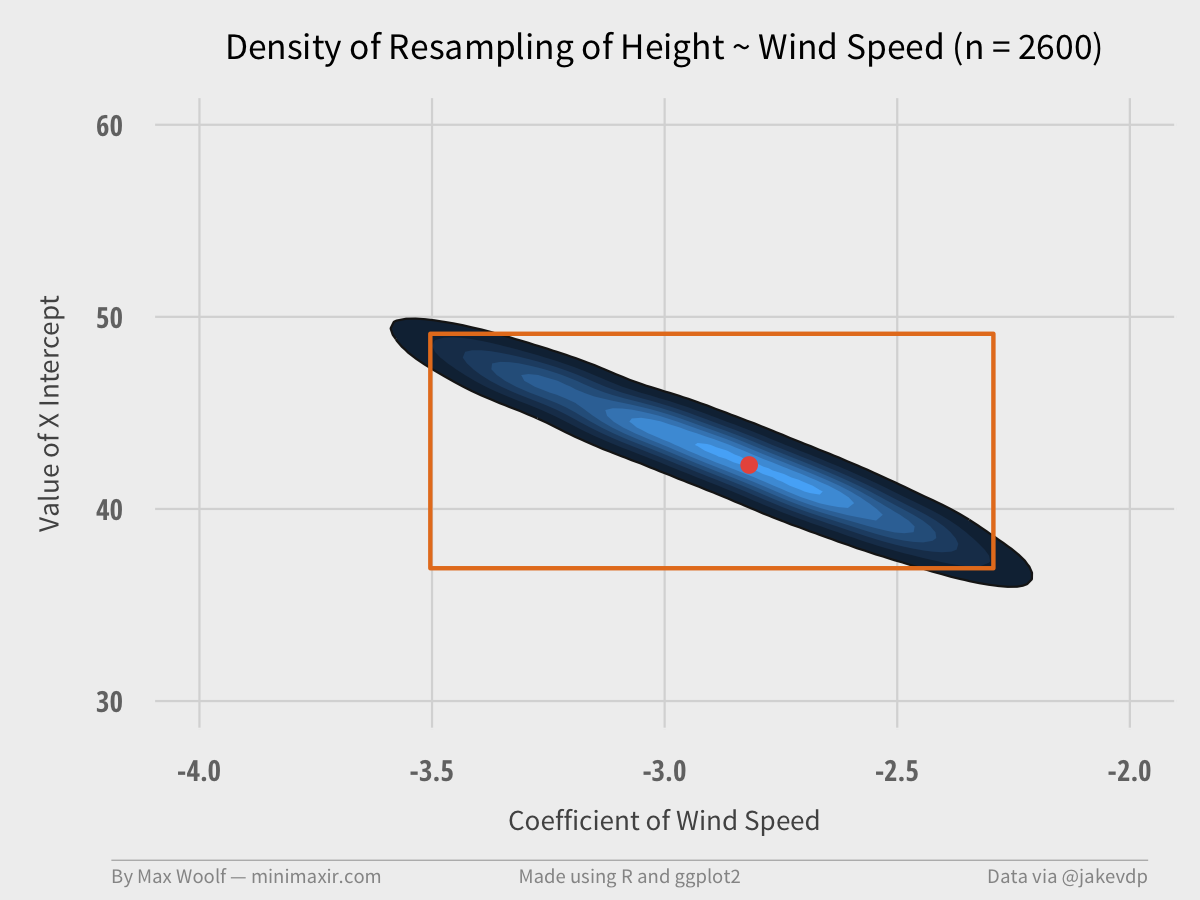 Density of Resampling of Height ~ Wind Speed (n = 2600)
60
50
40
30
Value of X Intercept
-4.0 -3.5 -3.0 -2.5 -2.0
Coefficient of Wind Speed
By Max Woolf — minimaxir.com Made using R and ggplot2 Data via @jakevdp